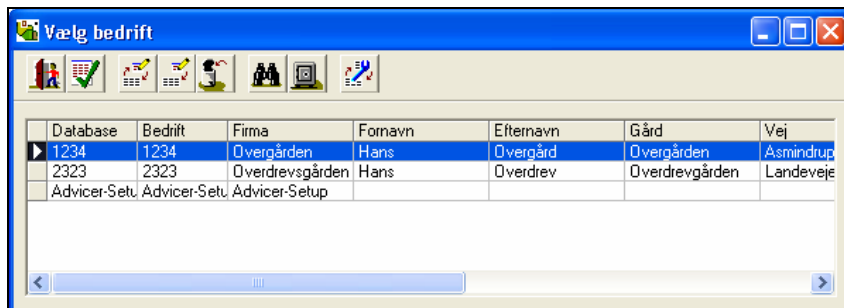 Vælg bedrift
Database Bedrift Firma Fornavn Efternavn Gård Vej
1234 1234 Overgården Hans Overgård Overgården Asmindrup
2323 2323 Overdrevsgården Hans Overdrev Overdrevgården Landeveje
Advicer-Setu Advicer-Setu Advicer-Setup